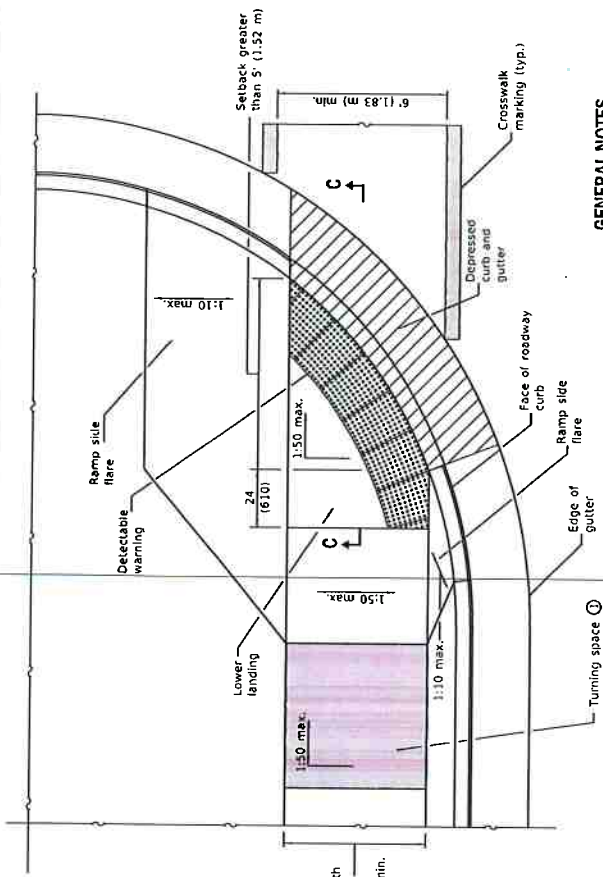 Setback greater
than 5' (1.52 m)
6' (1.83 m) min.
Crosswalk
marking (typ.)
GENERAL NOTES
C
Depressed
curb and
gutter
1:10 max.
Ramp side
flare
Detectable
warning
1:50 max.
24
(610)
Face of roadway
curb
Ramp side
flare
C
Lower
landing
1:50 max.
Edge of
gutter
1:10 max.
1:50 max.
Turning space ①
min.